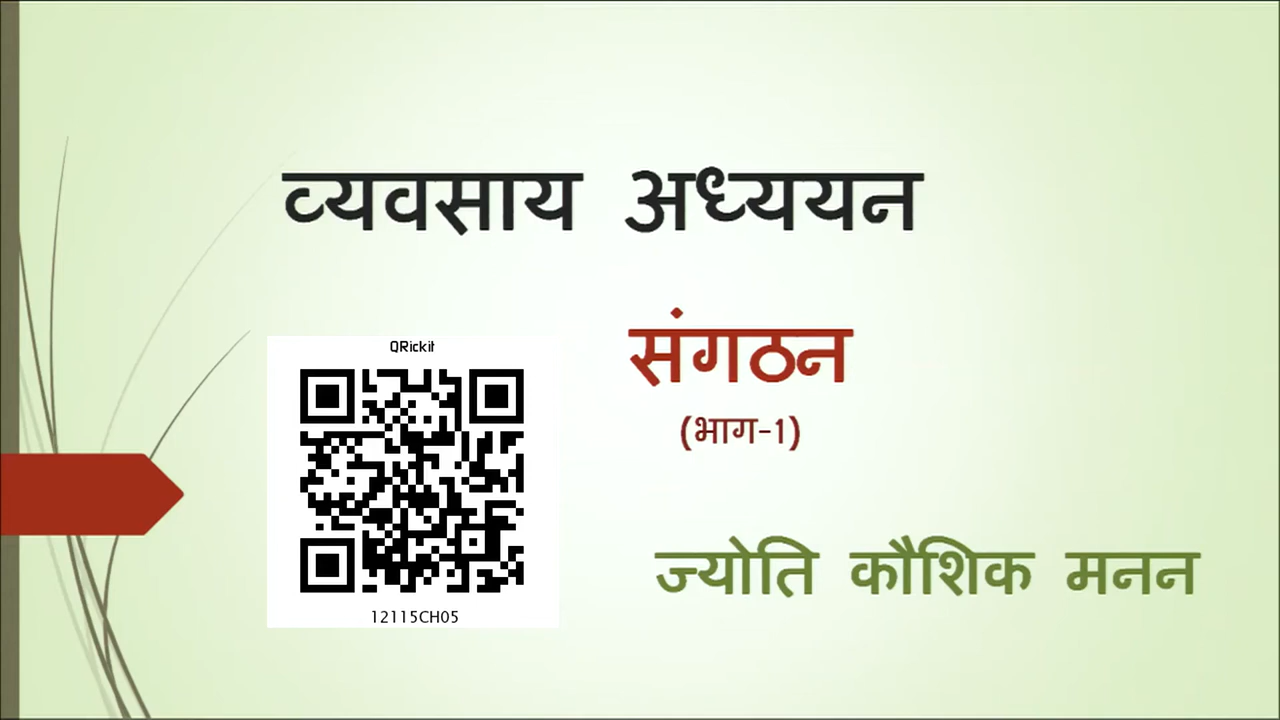 व्यवसाय अध्ययन
संगठन
(भाग-1)
QRickit
12115CH05
ज्योति कौशिक मनन